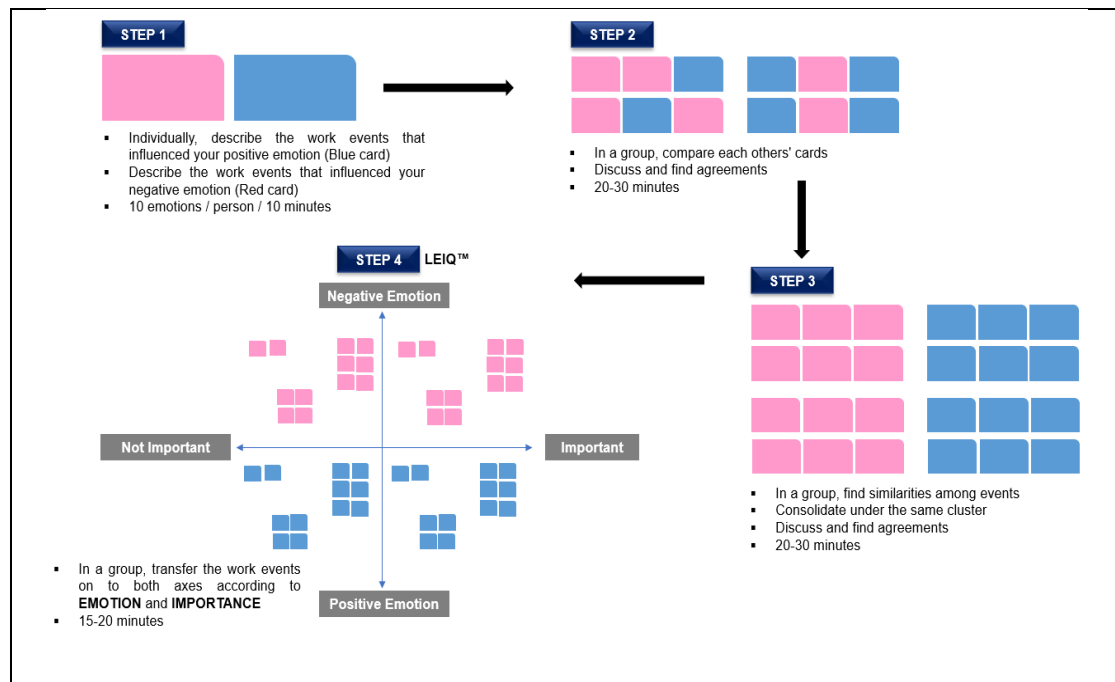 STEP 1
▪ Individually, describe the work events that
influenced your positive emotion (Blue card)
▪ Describe the work events that influenced your
negative emotion (Red card)
▪ 10 emotions / person / 10 minutes
STEP 2
▪ In a group, compare each others' cards
▪ Discuss and find agreements
▪ 20-30 minutes
STEP 3
▪ In a group, find similarities among events
▪ Consolidate under the same cluster
▪ Discuss and find agreements
▪ 20-30 minutes
STEP 4 LEIQ™
Negative Emotion
Not Important
Important
Positive Emotion
▪ In a group, transfer the work events
on to both axes according to
EMOTION and IMPORTANCE
▪ 15-20 minutes